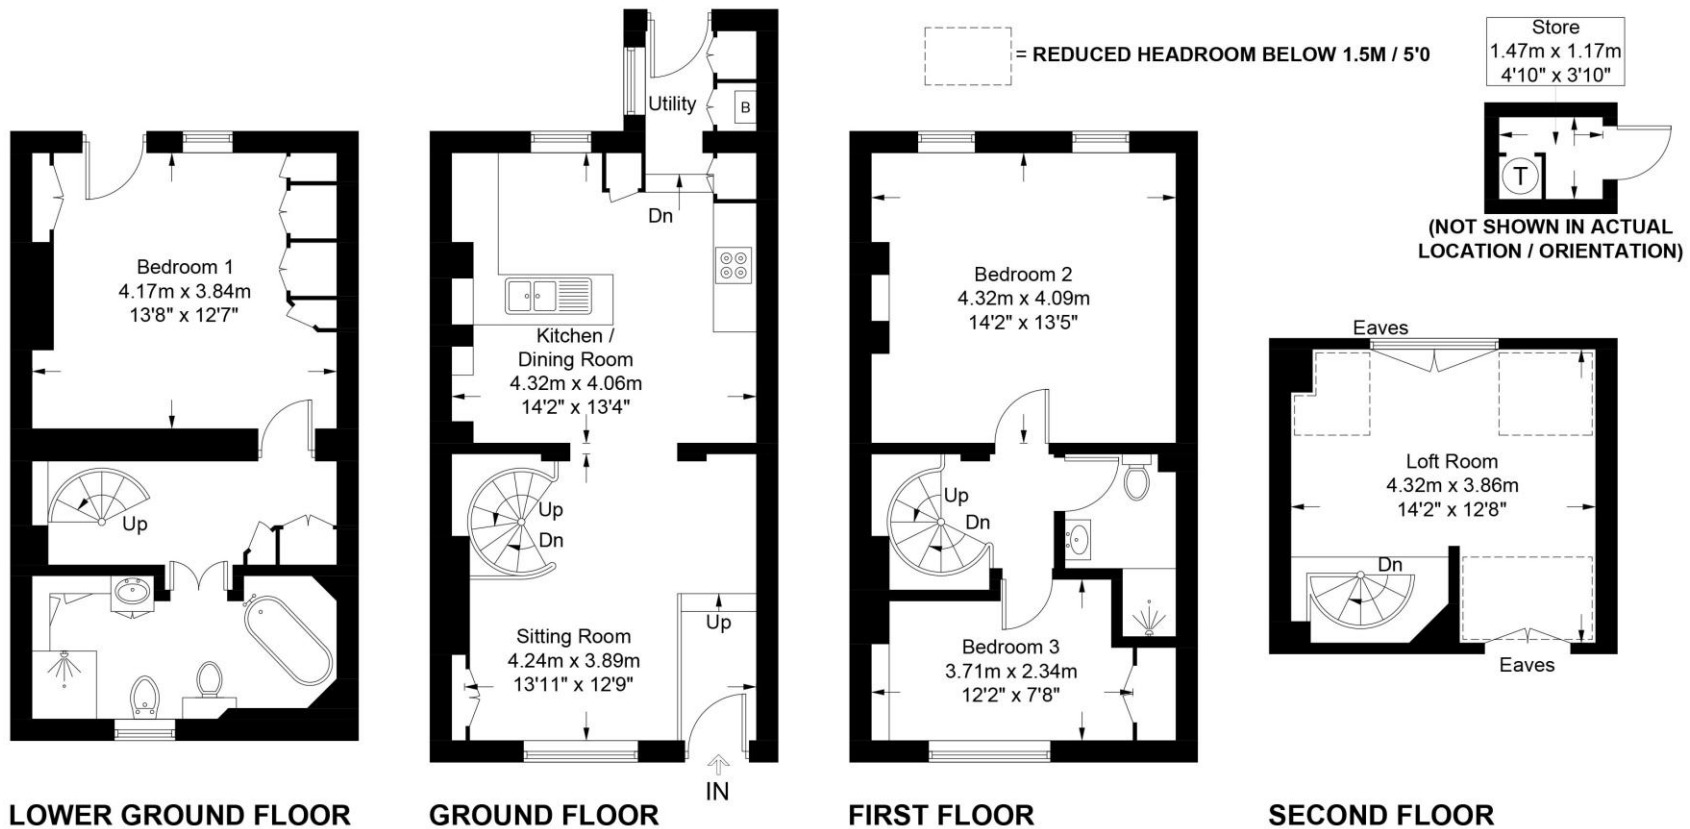 = REDUCED HEADROOM BELOW 1.5M / 5'0
Store
1.47m x 1.17m
4'10" x 3'10"
T
(NOT SHOWN IN ACTUAL
LOCATION / ORIENTATION)
Bedroom 1
4.17m x 3.84m
13'8" x 12'7"
Up
LOWER GROUND FLOOR
Utility
B
Dn
Kitchen /
Dining Room
4.32m x 4.06m
14'2" x 13'4"
Up
Dn
Sitting Room
4.24m x 3.89m
13'11" x 12'9"
Up
IN
GROUND FLOOR
Bedroom 2
4.32m x 4.09m
14'2" x 13'5"
Up
Dn
Bedroom 3
3.71m x 2.34m
12'2" x 7'8"
FIRST FLOOR
Eaves
Loft Room
4.32m x 3.86m
14'2" x 12'8"
Dn
Eaves
SECOND FLOOR